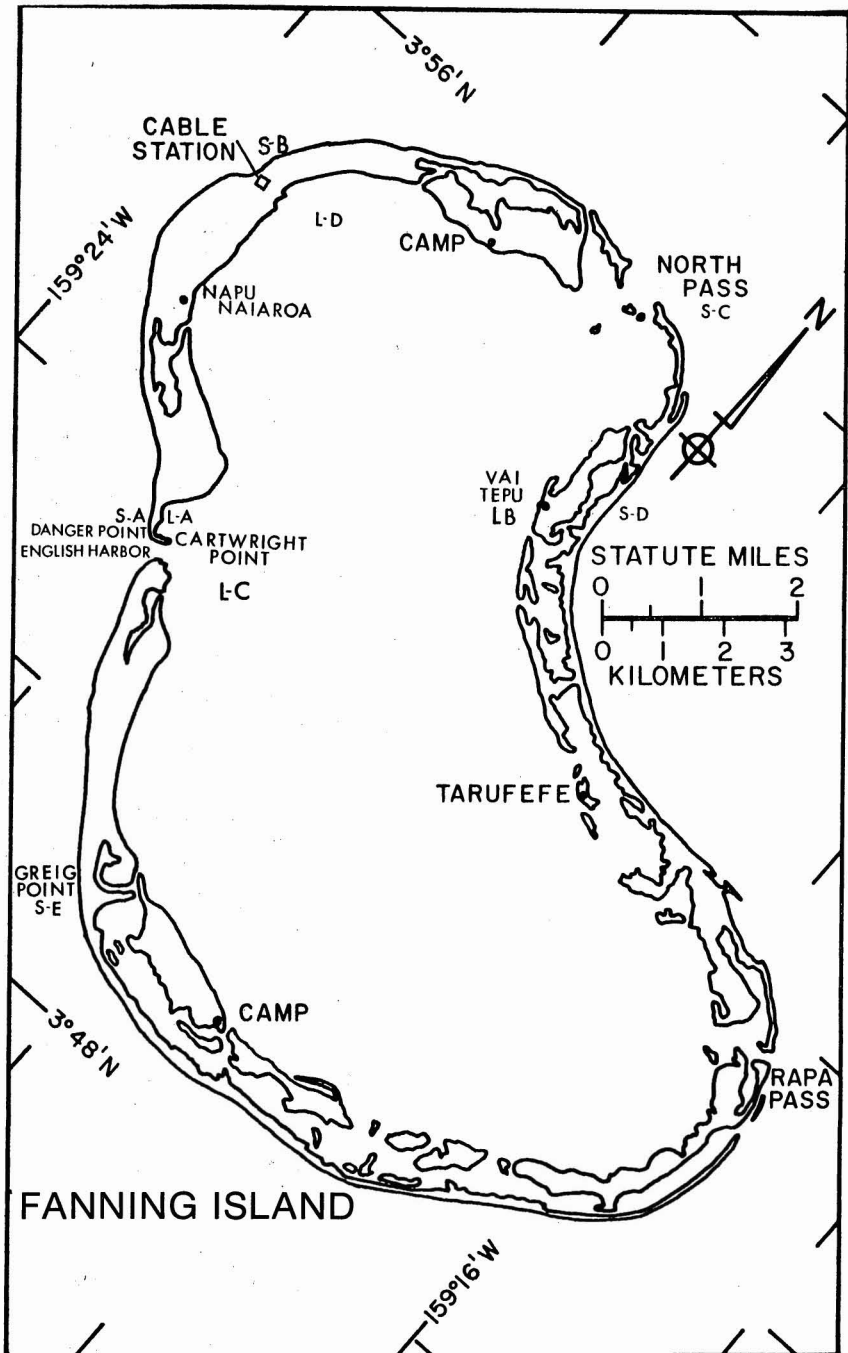 3°56'N
CABLE
STATION
S-B
159°24'W
L-D
CAMP
NAPU
NAIAROA
NORTH
PASS
S-C
N
VAI
TEPU
LB
S-D
S-A
L-A
DANGER POINT
ENGLISH HARBOR
CARTWRIGHT
POINT
L-C
STATUTE MILES
0 1 2
0 1 2 3
KILOMETERS
TARUFEFE
GREIG
POINT
S-E
CAMP
3°48'N
RAPA
PASS
FANNING ISLAND
159°16'W